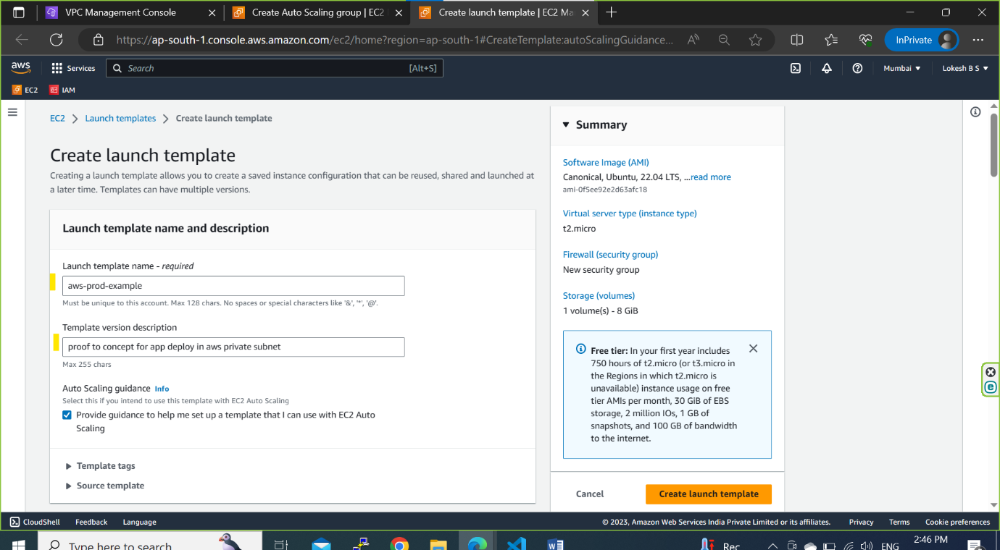 VPC Management Console
Create Auto Scaling group | EC2
Create launch template | EC2 Ma
https://ap-south-1.console.aws.amazon.com/ec2/home?region=ap-south-1#CreateTemplate:autoScalingGuidance...
InPrivate
aws
Services
Search
[Alt+S]
Mumbai
Lokesh B S
EC2
IAM
EC2 > Launch templates > Create launch template
Create launch template
Creating a launch template allows you to create a saved instance configuration that can be reused, shared and launched at
a later time. Templates can have multiple versions.
Launch template name and description
Launch template name - required
aws-prod-example
Must be unique to this account. Max 128 chars. No spaces or special characters like '&', '*', '@'.
Template version description
proof to concept for app deploy in aws private subnet
Max 255 chars
Auto Scaling guidance Info
Select this if you intend to use this template with EC2 Auto Scaling
Provide guidance to help me set up a template that I can use with EC2 Auto
Scaling
Template tags
Source template
Summary
Software Image (AMI)
Canonical, Ubuntu, 22.04 LTS, ...read more
ami-0f5ee92e2d63afc18
Virtual server type (instance type)
t2.micro
Firewall (security group)
New security group
Storage (volumes)
1 volume(s) - 8 GiB
Free tier: In your first year includes
750 hours of t2.micro (or t3.micro in
the Regions in which t2.micro is
unavailable) instance usage on free
tier AMIs per month, 30 GiB of EBS
storage, 2 million IOs, 1 GB of
snapshots, and 100 GB of bandwidth
to the internet.
Cancel
Create launch template
CloudShell
Feedback
Language
© 2023, Amazon Web Services India Private Limited or its affiliates.
Privacy
Terms
Cookie preferences
Type here to search
Rec
ENG
2:46 PM